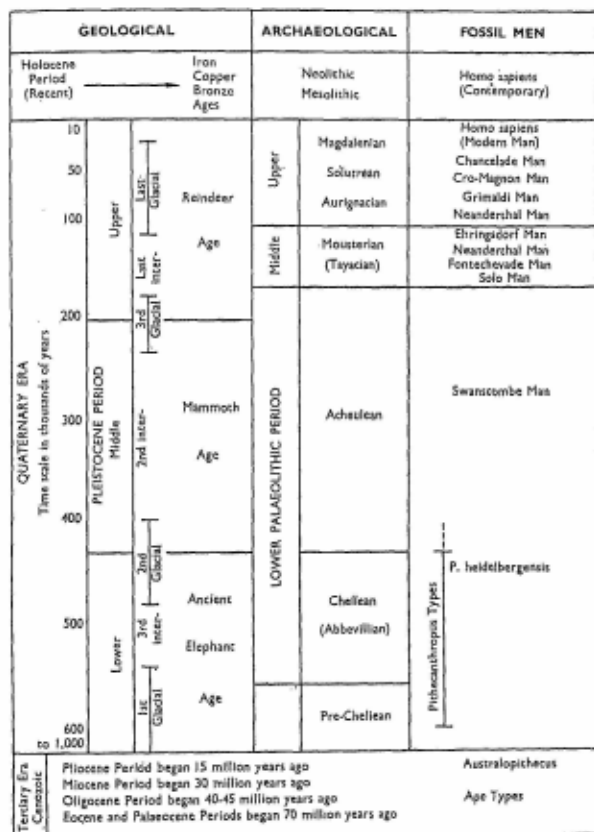 GEOLOGICAL
ARCHAEOLOGICAL
FOSSIL MEN
Holocene
Period
(Recent)
Iron
Copper
Bronze
Ages
Neolithic
Mesolithic
Homo sapiens
(Contemporary)
QUATERNARY ERA
Time scale in thousands of years
10
50
100
200
300
400
500
600
to 1,000
PLEISTOCENE PERIOD
Upper
Middle
Lower
Last-
Glacial
Last
Inter-
3rd
Glacial
2nd Inter-
2nd
Glacial
3rd
Inter-
1st
Glacial
Reindeer
Age
Mammoth
Age
Ancient
Elephant
Age
Upper
Middle
LOWER PALAEOLITHIC PERIOD
Magdalenian
Solutrean
Aurignacian
Mousterian
(Tayacian)
Acheulean
Chellean
(Abbevillian)
Pre-Chellean
Homo sapiens
(Modern Man)
Chancelade Man
Cro-Magnon Man
Grimaldi Man
Neanderthal Man
Ehringsdorf Man
Neanderthal Man
Fontechevade Man
Solo Man
Swanscombe Man
P. heidelbergensis
Pithecanthropus Types
Tertiary Era
Cenozoic
Pliocene Period began 15 million years ago
Miocene Period began 30 million years ago
Oligocene Period began 40-45 million years ago
Eocene and Palaeocene Periods began 70 million years ago
Australopithecus
Ape Types